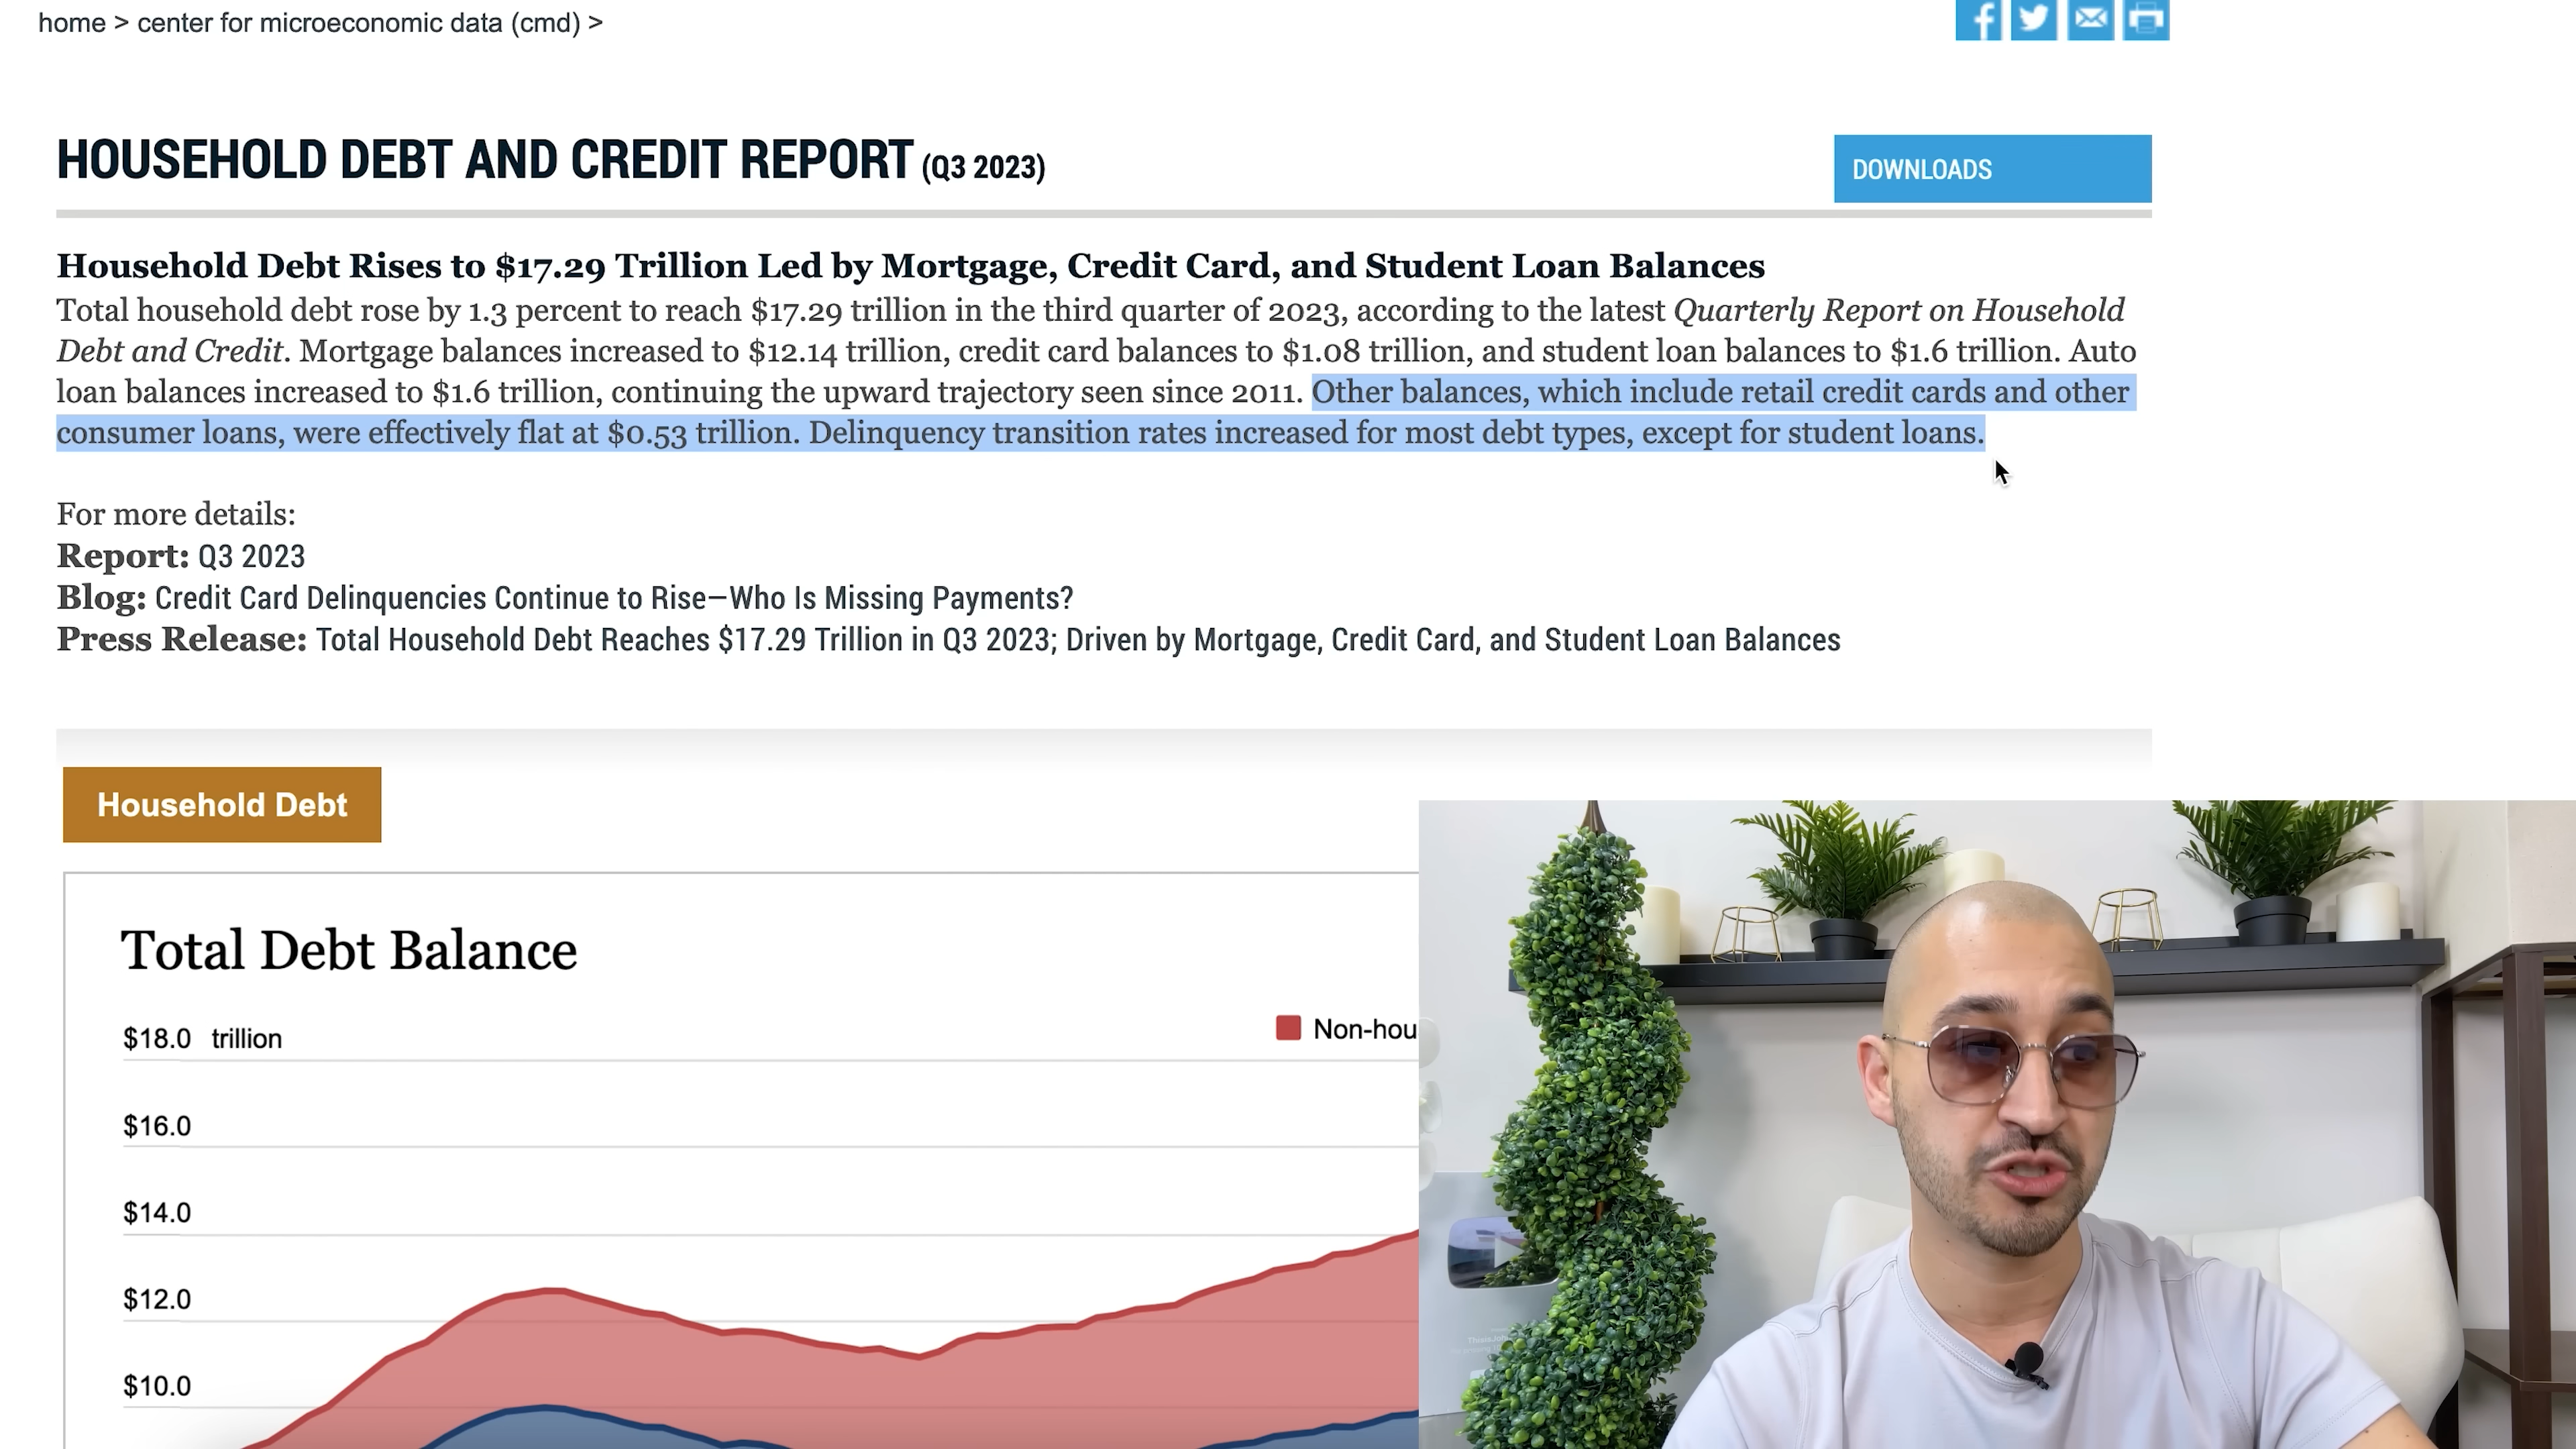 home > center for microeconomic data (cmd) >
HOUSEHOLD DEBT AND CREDIT REPORT (Q3 2023)
DOWNLOADS
Household Debt Rises to $17.29 Trillion Led by Mortgage, Credit Card, and Student Loan Balances
Total household debt rose by 1.3 percent to reach $17.29 trillion in the third quarter of 2023, according to the latest Quarterly Report on Household
Debt and Credit. Mortgage balances increased to $12.14 trillion, credit card balances to $1.08 trillion, and student loan balances to $1.6 trillion. Auto
loan balances increased to $1.6 trillion, continuing the upward trajectory seen since 2011. Other balances, which include retail credit cards and other
consumer loans, were effectively flat at $0.53 trillion. Delinquency transition rates increased for most debt types, except for student loans.
For more details:
Report: Q3 2023
Blog: Credit Card Delinquencies Continue to Rise—Who Is Missing Payments?
Press Release: Total Household Debt Reaches $17.29 Trillion in Q3 2023; Driven by Mortgage, Credit Card, and Student Loan Balances
Household Debt
Total Debt Balance
$18.0 trillion
Non-hou
$16.0
$14.0
$12.0
$10.0